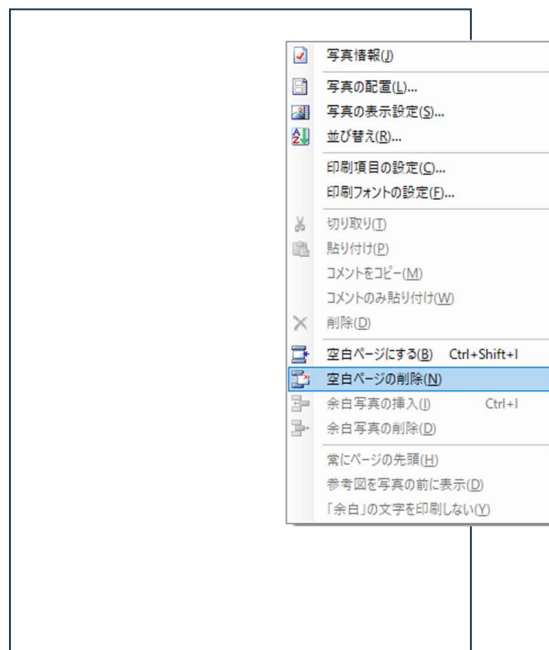 写真情報(J)
写真の配置(L)...
写真の表示設定(S)...
並び替え(R)...
印刷項目の設定(C)...
印刷フォントの設定(F)...
切り取り(T)
貼り付け(P)
コメントをコピー(M)
コメントのみ貼り付け(W)
削除(D)
空白ページにする(B) Ctrl+Shift+I
空白ページの削除(N)
余白写真の挿入(I) Ctrl+I
余白写真の削除(D)
常にページの先頭(H)
参考図を写真の前に表示(D)
「余白」の文字を印刷しない(Y)